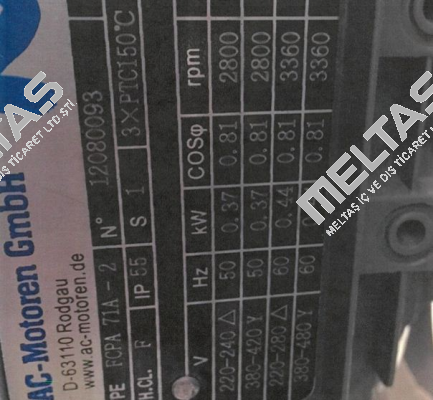 AC-Motoren GmbH
D-63110 Rodgau
www.ac-motoren.de
PE FCPA 71A - 2 N° 12080093
H.CL. F IP 55 S 1 3×PTC150°C
V Hz kW COSφ rpm
220-240 △ 50 0.37 0.81 2800
380-420 Y 50 0.37 0.81 2800
220-280 △ 60 0.44 0.81 3360
380-480 Y 60 0.81 3360
MELTAS
MELTAŞ İÇ VE DIŞ TİCARET LTD ŞTİ
MELTAS
MELTAŞ İÇ VE DIŞ TİCARET LTD.ŞTİ